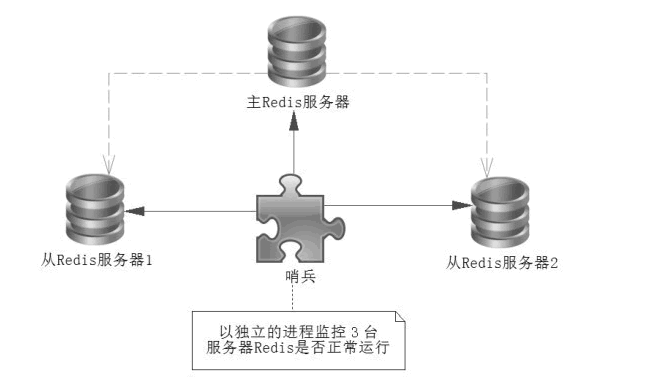 主Redis服务器
从Redis服务器1
从Redis服务器2
哨兵
以独立的进程监控3台
服务器Redis是否正常运行